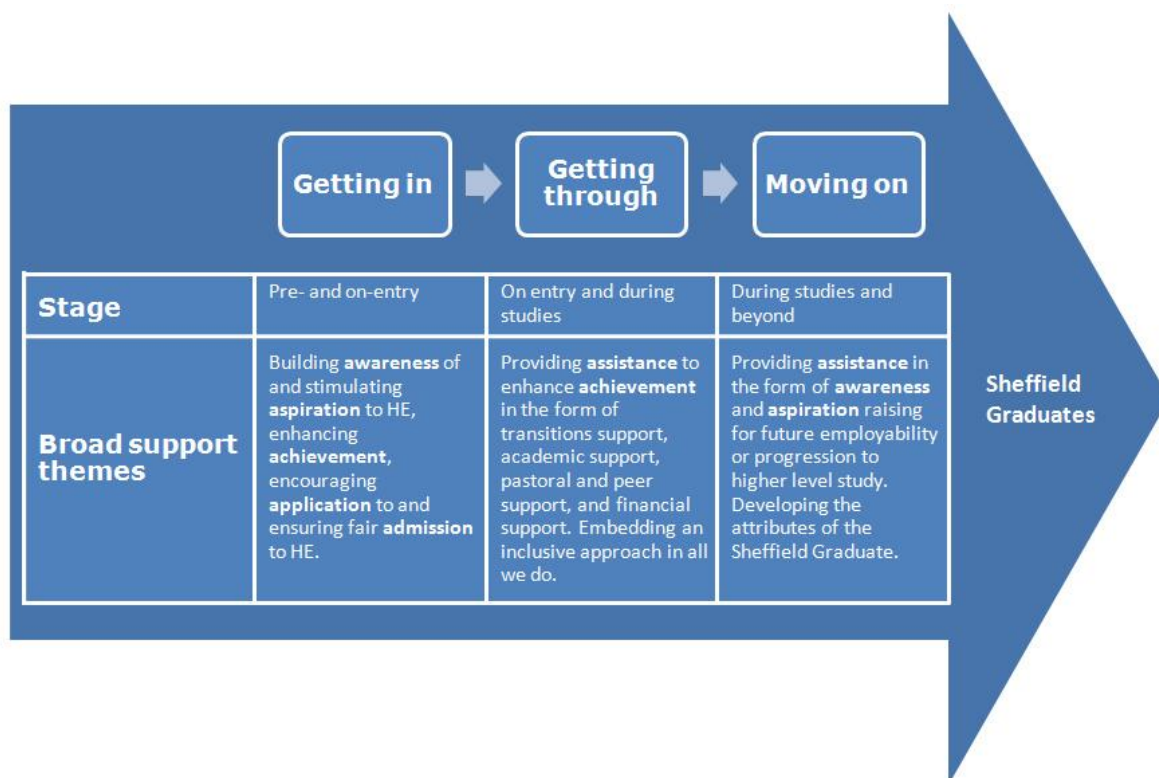 Getting in
Getting
through
Moving on
Stage
Pre- and on-entry
On entry and during
studies
During studies and
beyond
Broad support
themes
Building awareness of
and stimulating
aspiration to HE,
enhancing
achievement,
encouraging
application to and
ensuring fair admission
to HE.
Providing assistance to
enhance achievement
in the form of
transitions support,
academic support,
pastoral and peer
support, and financial
support. Embedding an
inclusive approach in all
we do.
Providing assistance in
the form of awareness
and aspiration raising
for future employability
or progression to
higher level study.
Developing the
attributes of the
Sheffield Graduate.
Sheffield
Graduates